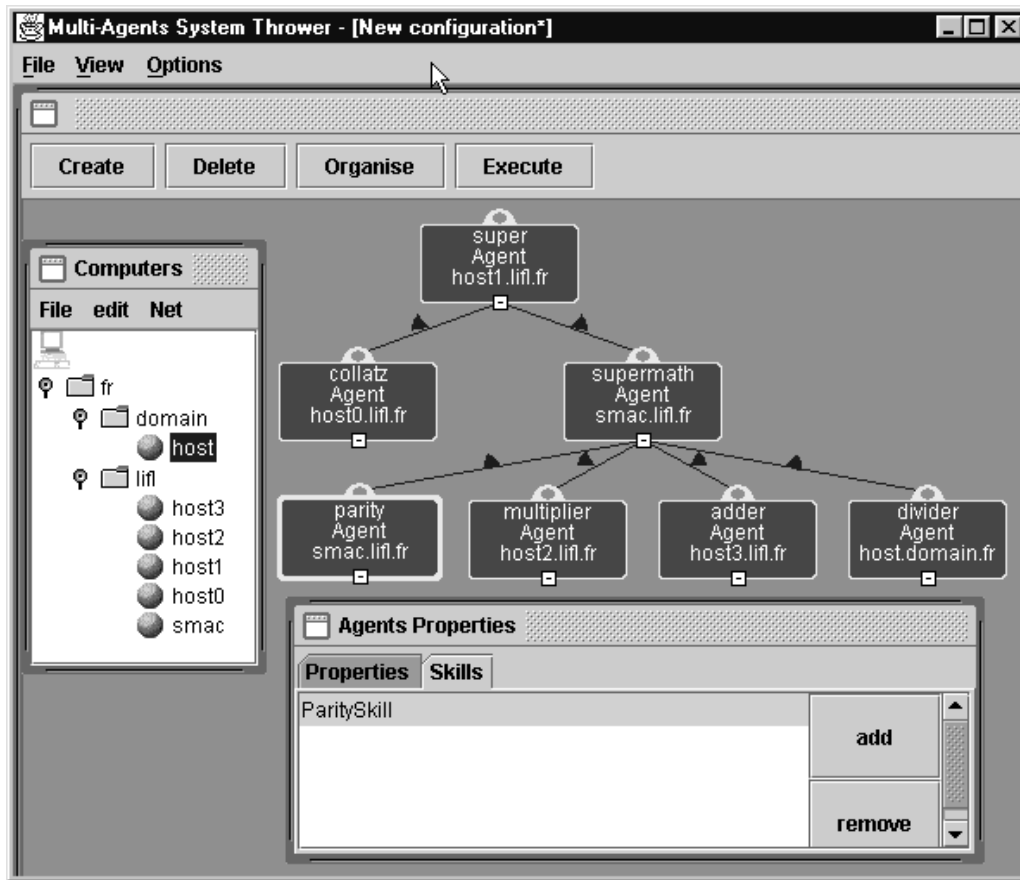 Multi-Agents System Thrower - [New configuration*]
File View Options
Create Delete Organise Execute
super
Agent
host1.lifl.fr
Computers
File edit Net
fr
domain
host
lifl
host3
host2
host1
host0
smac
collatz
Agent
host0.lifl.fr
supermath
Agent
smac.lifl.fr
parity
Agent
smac.lifl.fr
multiplier
Agent
host2.lifl.fr
adder
Agent
host3.lifl.fr
divider
Agent
host.domain.fr
Agents Properties
Properties Skills
ParitySkill
add
remove